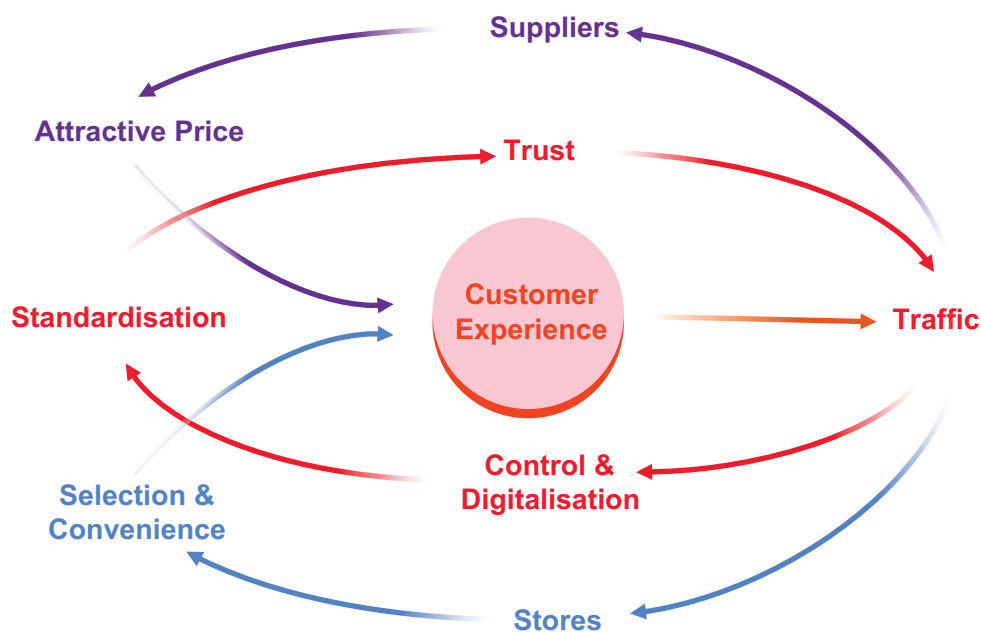 Suppliers
Attractive Price
Trust
Customer
Experience
Standardisation
Traffic
Control &
Digitalisation
Selection &
Convenience
Stores